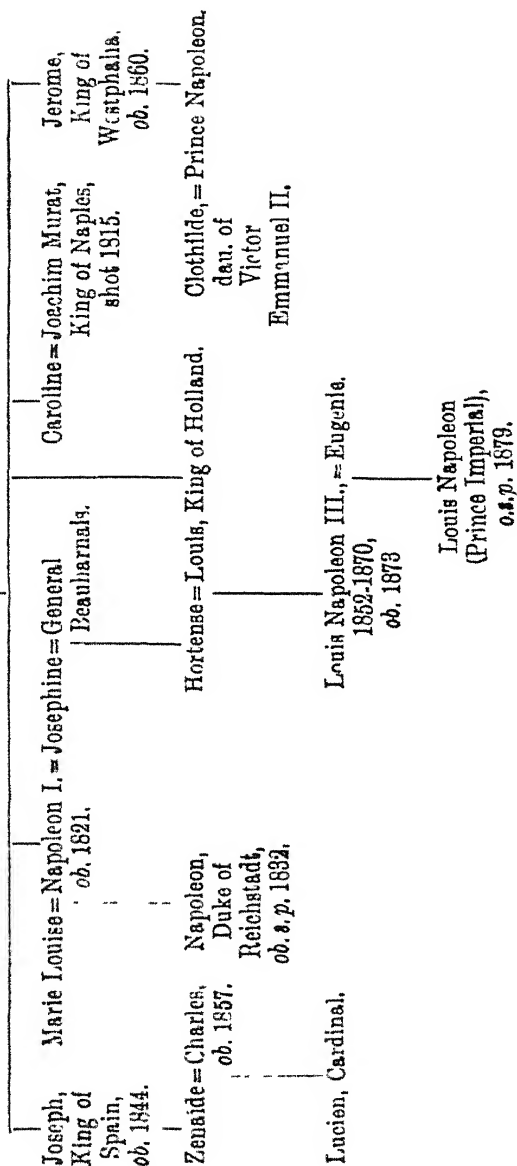 Joseph,
King of
Spain,
ob. 1844.
Marie Louise=Napoleon I.=Josephine=General
ob. 1821.
Beauharnais.
Caroline=Joachim Murat,
King of Naples,
shot 1815.
Jerome,
King of
Westphalia,
ob. 1860.
Zenaide=Charles,
ob. 1857.
Napoleon,
Duke of
Reichstadt,
ob. s. p. 1832.
Hortense=Louis, King of Holland.
Clothilde,=Prince Napoleon.
dau. of
Victor
Emmanuel II.
Lucien, Cardinal.
Louis Napoleon III.,=Eugenie.
1852-1870,
ob. 1873
Louis Napoleon
(Prince Imperial),
o.s.p. 1879.